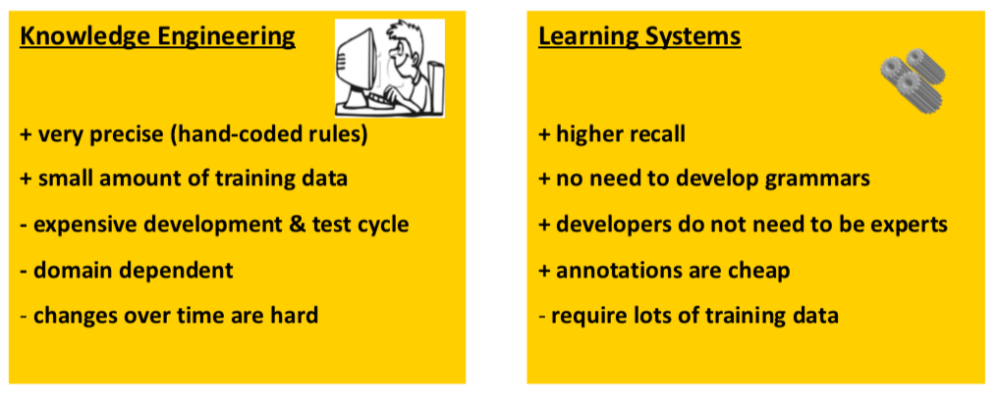 Knowledge Engineering
+ very precise (hand-coded rules)
+ small amount of training data
- expensive development & test cycle
- domain dependent
- changes over time are hard
Learning Systems
+ higher recall
+ no need to develop grammars
+ developers do not need to be experts
+ annotations are cheap
- require lots of training data